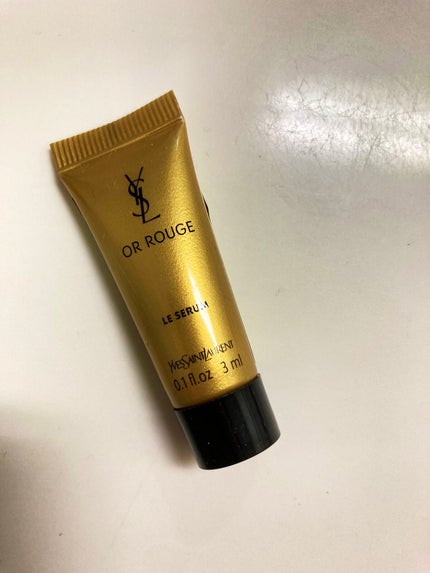 YSL
OR ROUGE
LE SERUM
YVESSAINTLAURENT
0.1 fl.oz 3 ml